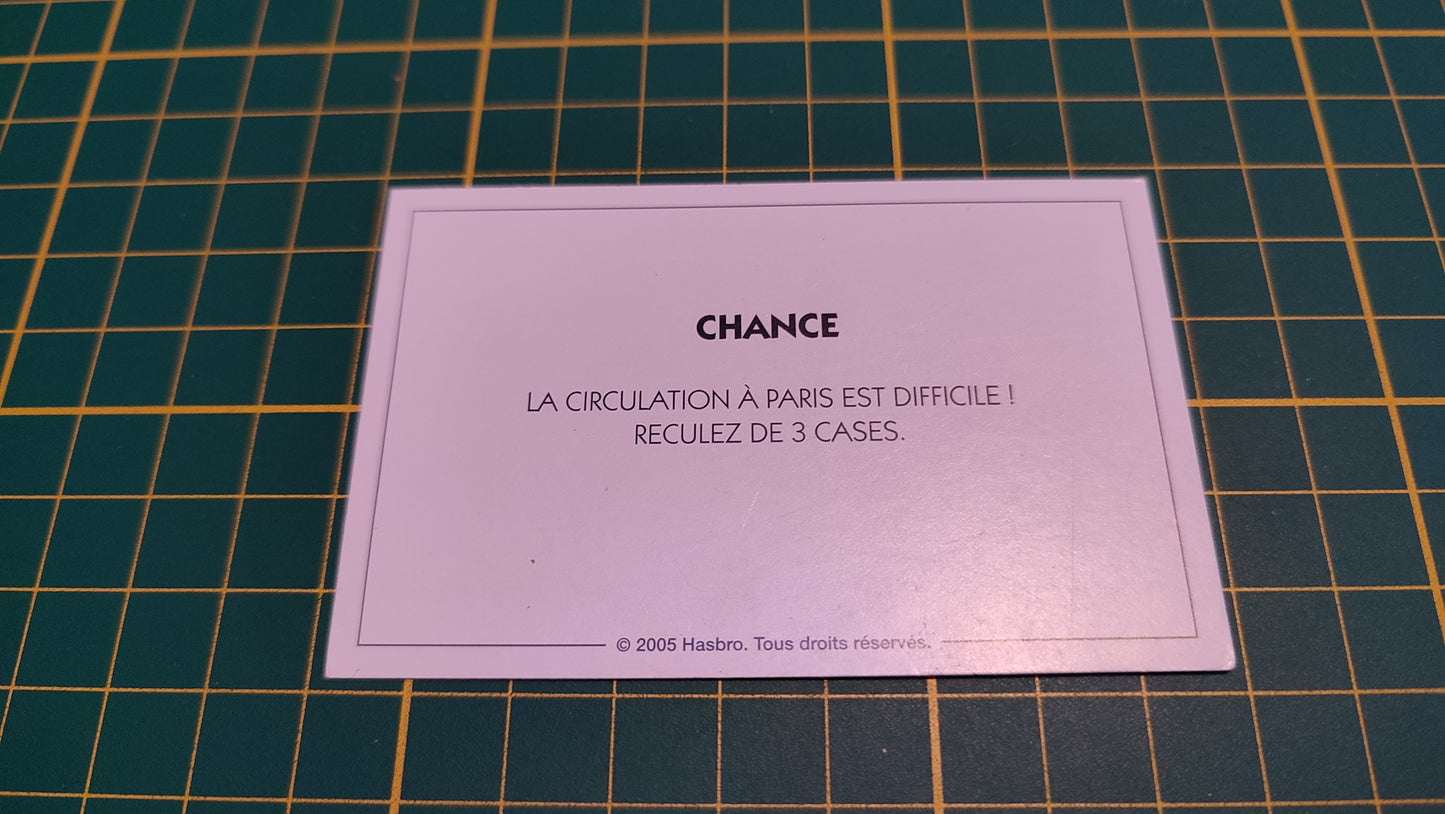 CHANCE
LA CIRCULATION À PARIS EST DIFFICILE !
RECULEZ DE 3 CASES.
© 2005 Hasbro. Tous droits réservés.